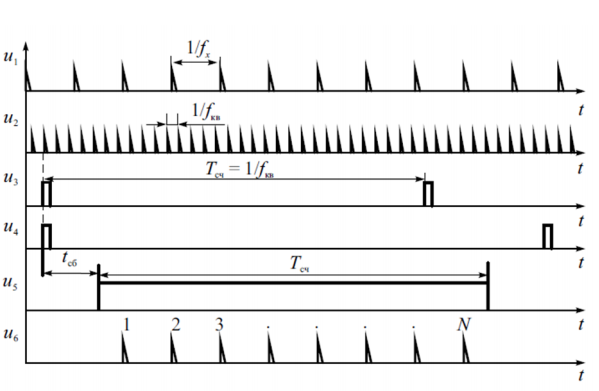 u₁ 1/fₓ t
u₂ 1/fкв t
u₃ Tсч = 1/fкв t
u₄ t
tсб Tсч
u₅ t
u₆ 1 2 3 . . . . N t